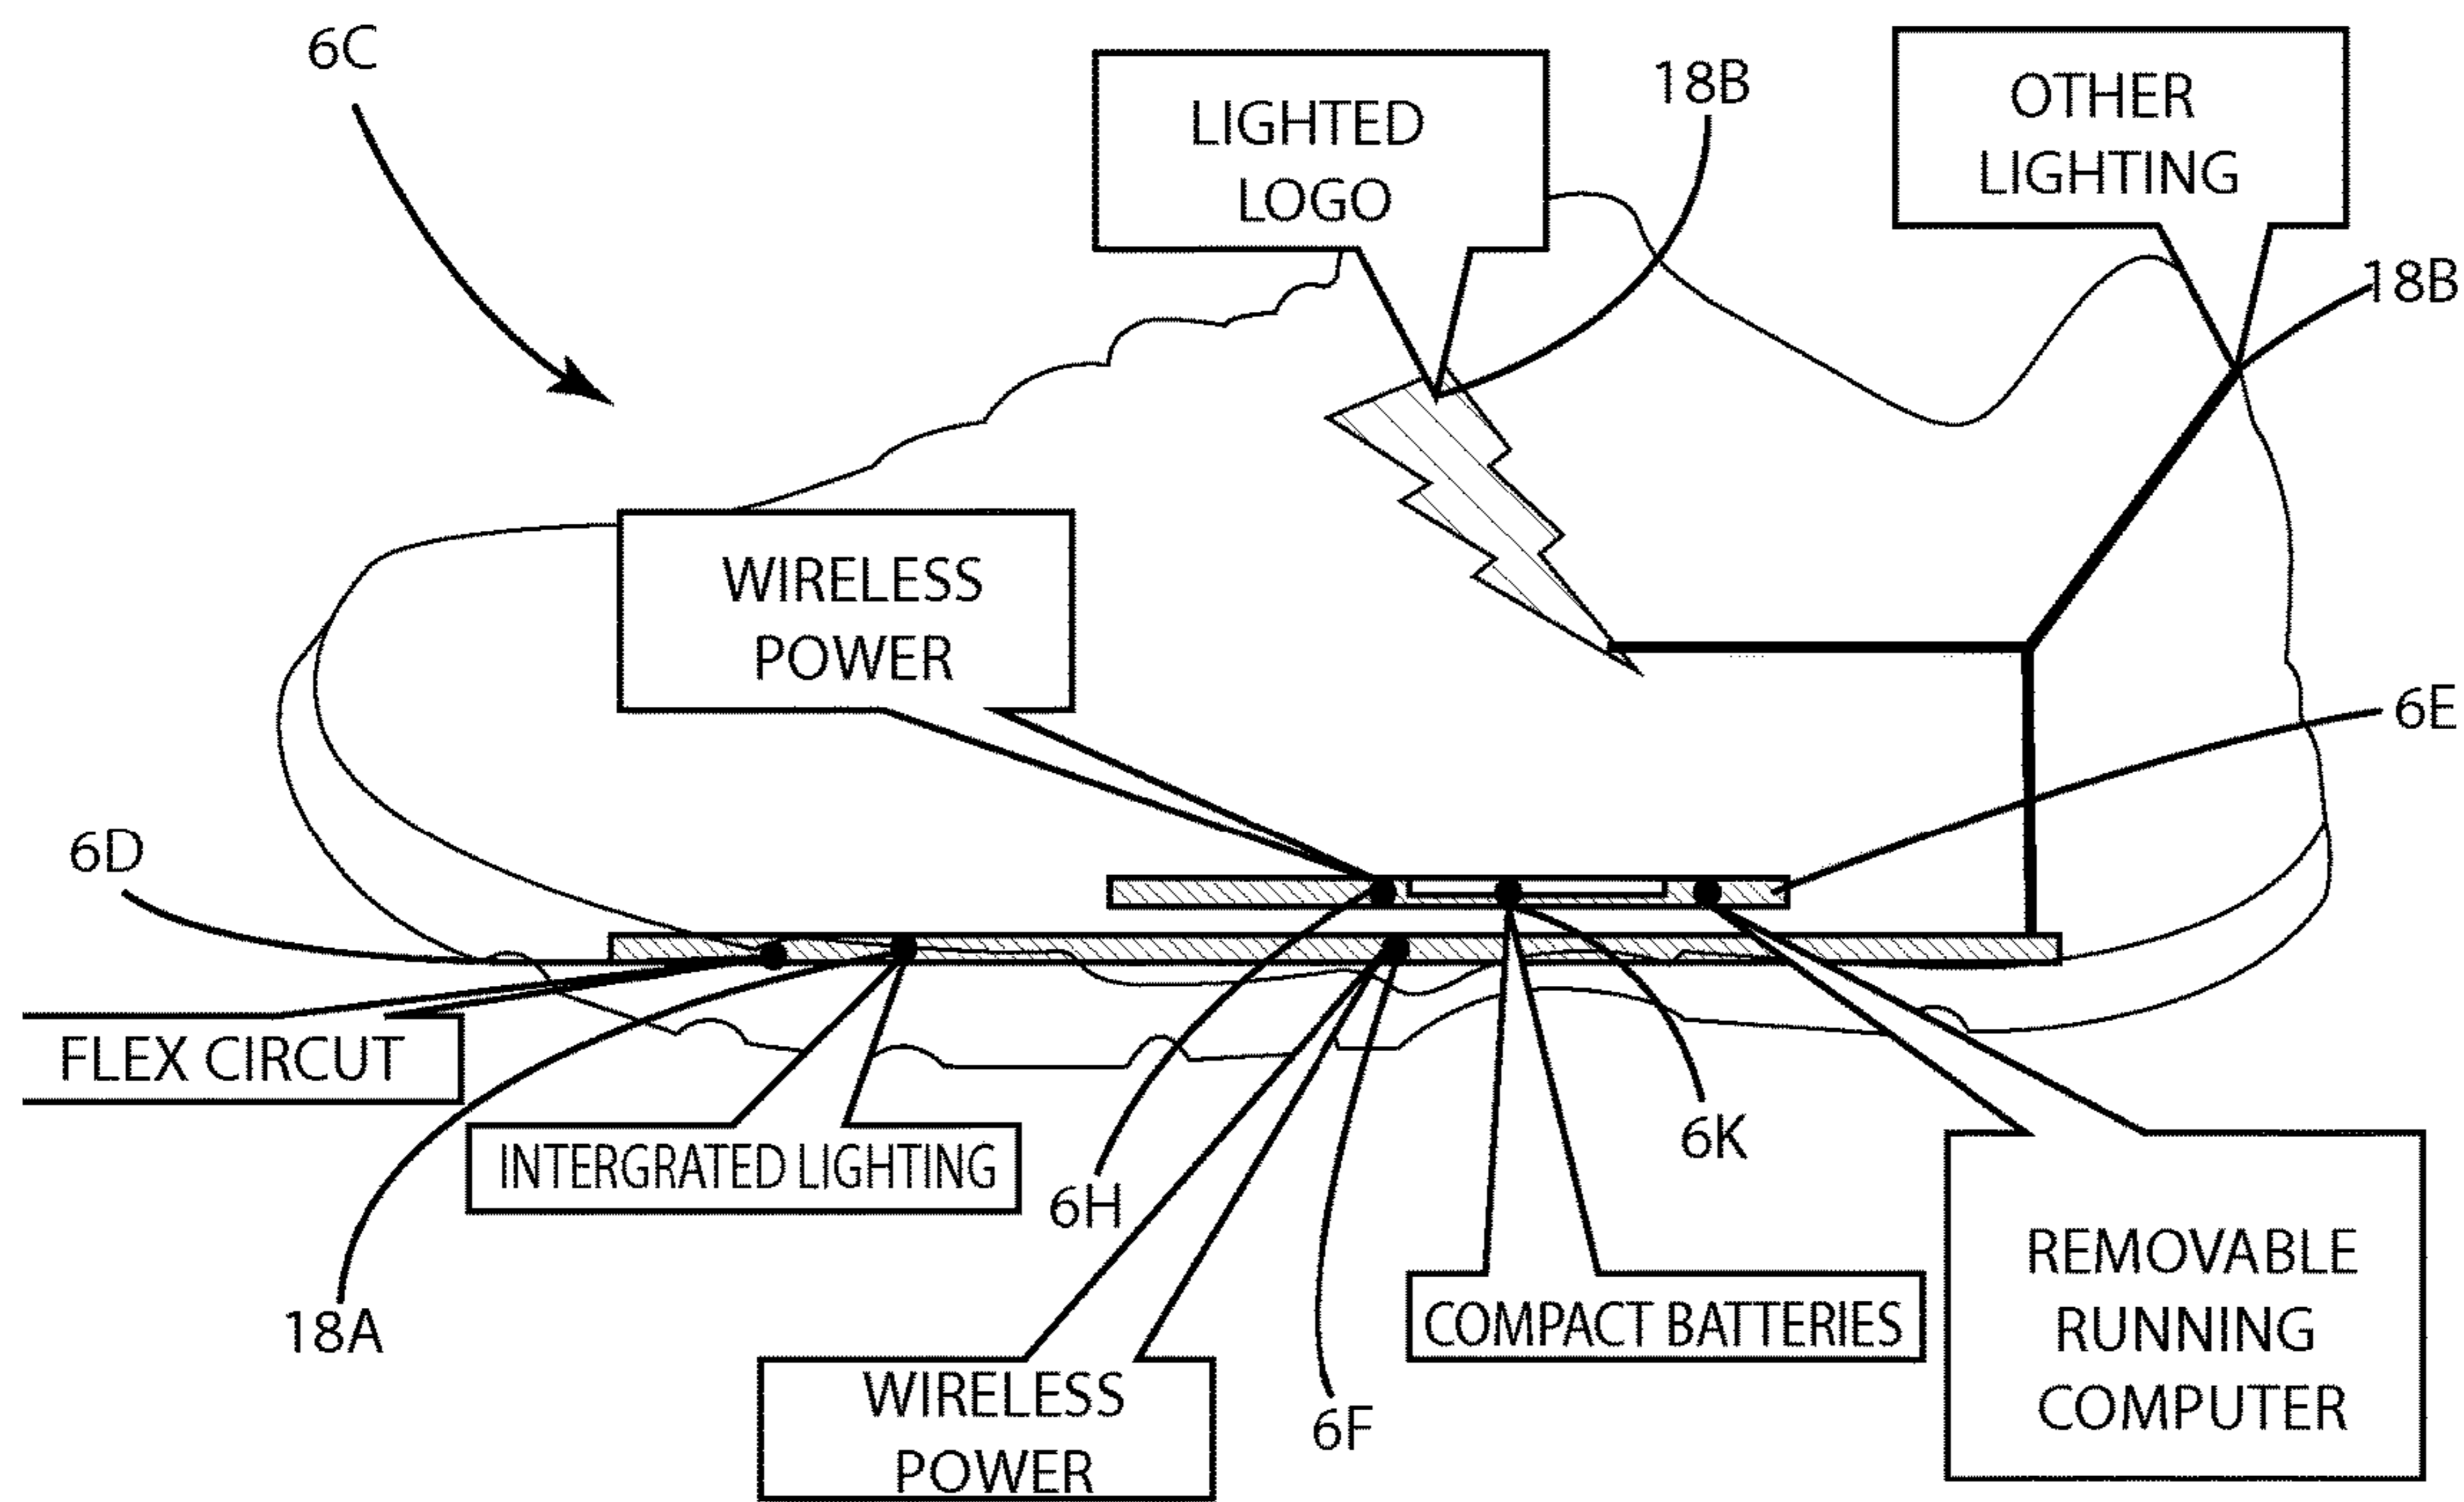 6C
LIGHTED
LOGO
18B
OTHER
LIGHTING
18B
WIRELESS
POWER
6E
6D
FLEX CIRCUT
INTERGRATED LIGHTING
6H
6K
18A
WIRELESS
POWER
6F
COMPACT BATTERIES
REMOVABLE
RUNNING
COMPUTER